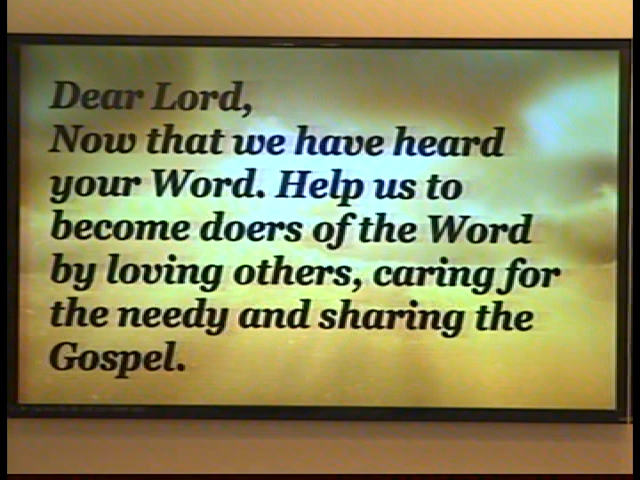 Dear Lord,
Now that we have heard
your Word. Help us to
become doers of the Word
by loving others, caring for
the needy and sharing the
Gospel.